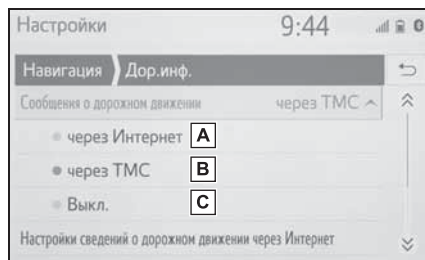 Настройки 9:44
Навигация Дор.инф.
Сообщения о дорожном движении через TMC
через Интернет A
через TMC B
Выкл. C
Настройки сведений о дорожном движении через Интернет